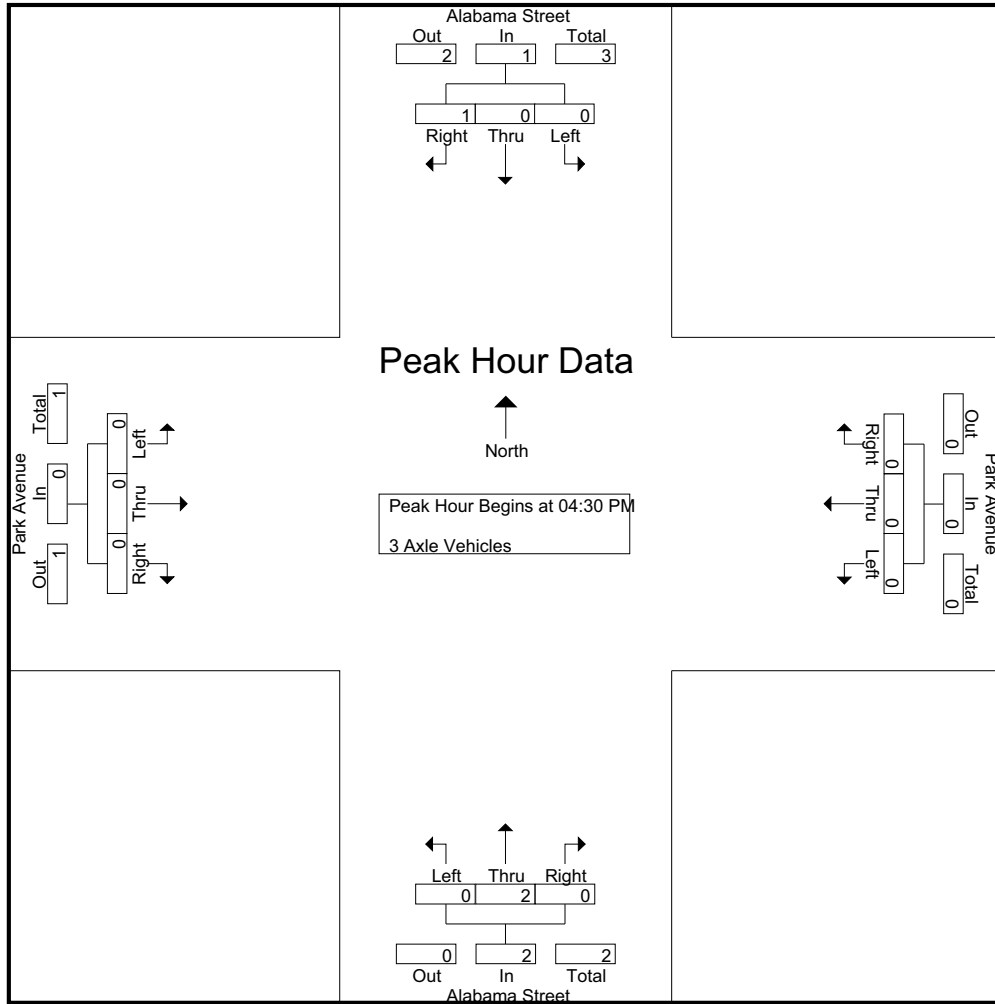 Alabama Street
Out In Total
2 1 3
1 0 0
Right Thru Left
Peak Hour Data
North
Peak Hour Begins at 04:30 PM
3 Axle Vehicles
Park Avenue
Total In Out
1 0 1
0 0 0
Left Thru Right
Park Avenue
Out In Total
0 0 0
0 0 0
Right Thru Left
Left Thru Right
0 2 0
0 2 2
Out In Total
Alabama Street